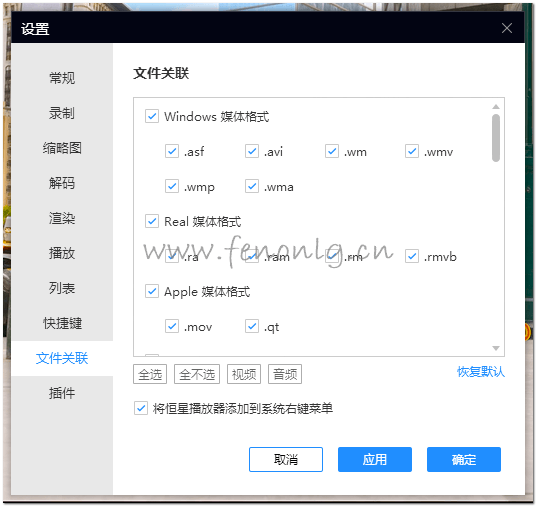 设置
常规
录制
缩略图
解码
渲染
播放
列表
快捷键
文件关联
插件
文件关联
Windows 媒体格式
.asf .avi .wm .wmv
.wmp .wma
Real 媒体格式
www.fenonlg.cn
.ra .ram .rm .rmvb
Apple 媒体格式
.mov .qt
全选 全不选 视频 音频 恢复默认
将恒星播放器添加到系统右键菜单
取消 应用 确定